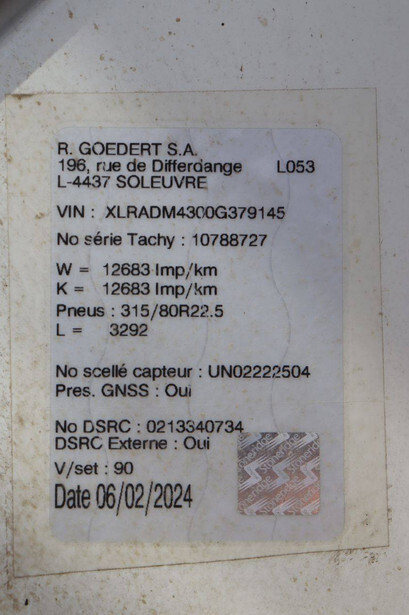 R. GOEDERT S.A.
196, rue de Differdange L053
L-4437 SOLEUVRE
VIN : XLRADM4300G379145
No série Tachy : 10788727
W = 12683 Imp/km
K = 12683 Imp/km
Pneus : 315/80R22.5
L = 3292
No scellé capteur : UN02222504
Pres. GNSS : Oui
No DSRC : 0213340734
DSRC Externe : Oui
V/set : 90
Date 06/02/2024